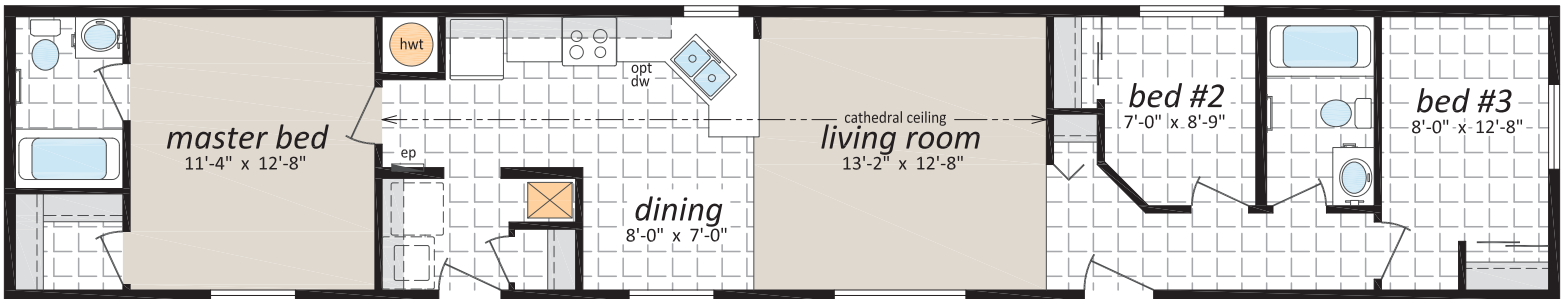 hwt
opt
dw
cathedral ceiling
master bed
11'-4" x 12'-8"
ep
living room
13'-2" x 12'-8"
dining
8'-0" x 7'-0"
bed #2
7'-0" x 8'-9"
bed #3
8'-0" x 12'-8"